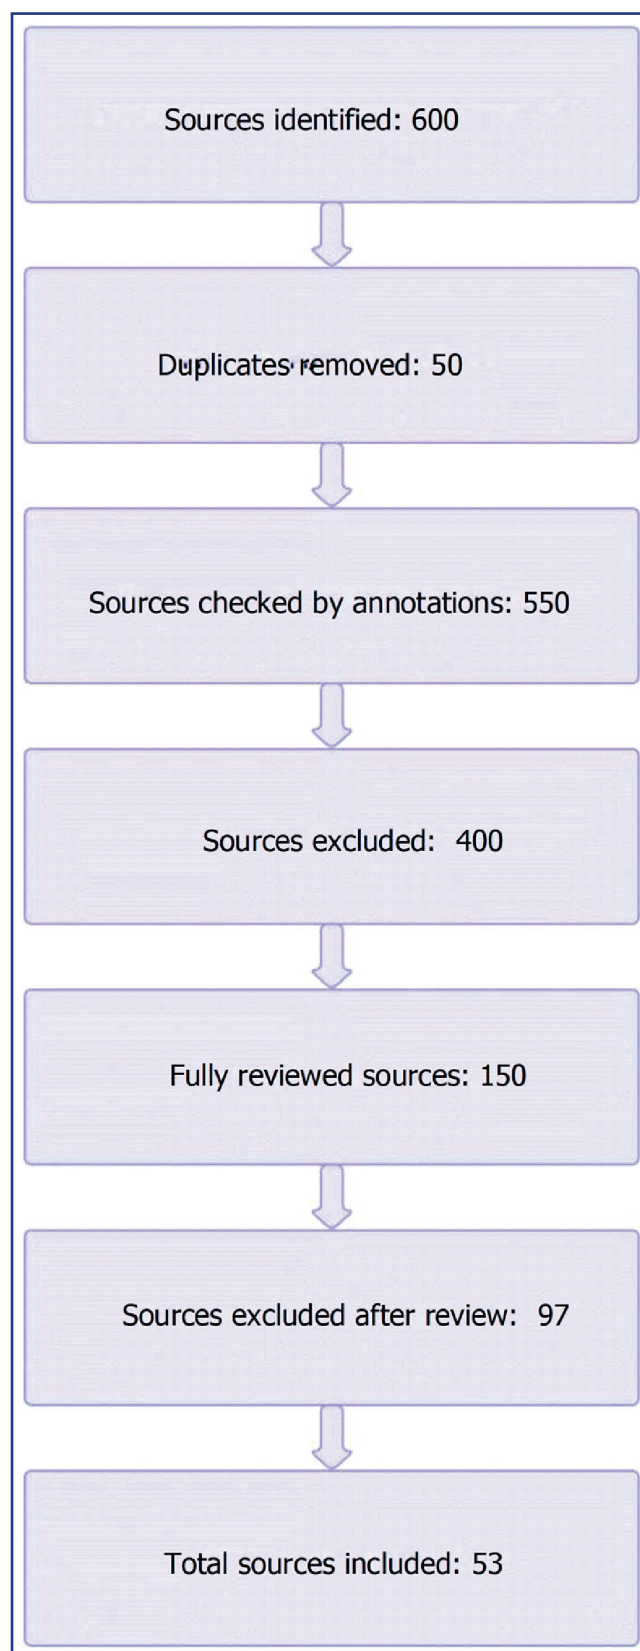 Sources identified: 600
Duplicates removed: 50
Sources checked by annotations: 550
Sources excluded: 400
Fully reviewed sources: 150
Sources excluded after review: 97
Total sources included: 53